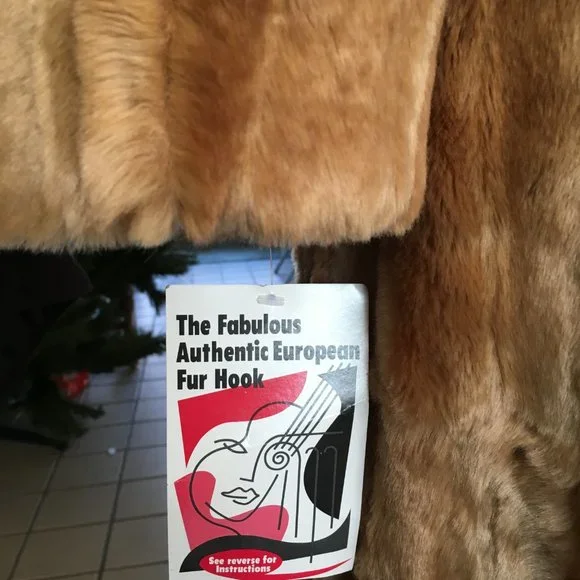 The Fabulous
Authentic European
Fur Hook
See reverse for
Instructions